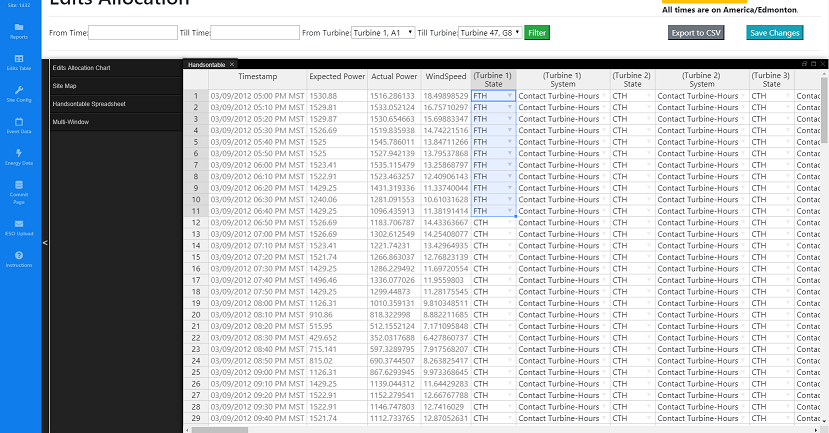 Site: 1432
Edits Allocation
All times are on America/Edmonton.
From Time: Till Time: From Turbine: Turbine 1, A1 Till Turbine: Turbine 47, G8 Filter Export to CSV Save Changes
Reports
Edits Table
Site Config
Event Data
Energy Data
Commit Page
IESO Upload
Instructions
Edits Allocation Chart
Site Map
Handsontable Spreadsheet
Multi-Window
<
Handsontable ×
Timestamp Expected Power Actual Power WindSpeed (Turbine 1) State (Turbine 1) System (Turbine 2) State (Turbine 2) System (Turbine 3) State
1 03/09/2012 05:00 PM MST 1530.88 1516.286133 18.49898529 FTH Contact Turbine-Hours CTH Contact Turbine-Hours CTH Contac
2 03/09/2012 05:10 PM MST 1529.81 1533.052124 16.75710297 FTH Contact Turbine-Hours CTH Contact Turbine-Hours CTH Contac
3 03/09/2012 05:20 PM MST 1529.87 1530.654663 15.69883347 FTH Contact Turbine-Hours CTH Contact Turbine-Hours CTH Contac
4 03/09/2012 05:30 PM MST 1526.69 1519.835938 14.74221516 FTH Contact Turbine-Hours CTH Contact Turbine-Hours CTH Contac
5 03/09/2012 05:40 PM MST 1525 1545.786011 13.84711266 FTH Contact Turbine-Hours CTH Contact Turbine-Hours CTH Contac
6 03/09/2012 05:50 PM MST 1525 1527.942139 13.79537868 FTH Contact Turbine-Hours CTH Contact Turbine-Hours CTH Contac
7 03/09/2012 06:00 PM MST 1523.41 1535.115479 13.25868797 FTH Contact Turbine-Hours CTH Contact Turbine-Hours CTH Contac
8 03/09/2012 06:10 PM MST 1522.91 1523.463257 12.40906143 FTH Contact Turbine-Hours CTH Contact Turbine-Hours CTH Contac
9 03/09/2012 06:20 PM MST 1429.25 1431.319336 11.33740044 FTH Contact Turbine-Hours CTH Contact Turbine-Hours CTH Contac
10 03/09/2012 06:30 PM MST 1240.06 1281.091553 10.61031628 FTH Contact Turbine-Hours CTH Contact Turbine-Hours CTH Contac
11 03/09/2012 06:40 PM MST 1429.25 1096.435913 11.38191414 FTH Contact Turbine-Hours CTH Contact Turbine-Hours CTH Contac
12 03/09/2012 06:50 PM MST 1526.69 1183.706787 14.43363667 CTH Contact Turbine-Hours CTH Contact Turbine-Hours CTH Contac
13 03/09/2012 07:00 PM MST 1526.69 1302.612549 14.25408077 CTH Contact Turbine-Hours CTH Contact Turbine-Hours CTH Contac
14 03/09/2012 07:10 PM MST 1523.41 1221.74231 13.42964935 CTH Contact Turbine-Hours CTH Contact Turbine-Hours CTH Contac
15 03/09/2012 07:20 PM MST 1521.74 1266.863037 12.76823139 CTH Contact Turbine-Hours CTH Contact Turbine-Hours CTH Contac
16 03/09/2012 07:30 PM MST 1429.25 1286.229492 11.69720554 CTH Contact Turbine-Hours CTH Contact Turbine-Hours CTH Contac
17 03/09/2012 07:40 PM MST 1496.46 1336.077026 11.9559803 CTH Contact Turbine-Hours CTH Contact Turbine-Hours CTH Contac
18 03/09/2012 07:50 PM MST 1429.25 1299.44873 11.28175545 CTH Contact Turbine-Hours CTH Contact Turbine-Hours CTH Contac
19 03/09/2012 08:00 PM MST 1126.31 1010.359131 9.810348511 CTH Contact Turbine-Hours CTH Contact Turbine-Hours CTH Contac
20 03/09/2012 08:10 PM MST 910.86 818.322998 8.882211685 CTH Contact Turbine-Hours CTH Contact Turbine-Hours CTH Contac
21 03/09/2012 08:20 PM MST 515.95 512.1552124 7.171095848 CTH Contact Turbine-Hours CTH Contact Turbine-Hours CTH Contac
22 03/09/2012 08:30 PM MST 429.652 352.0317688 6.427860737 CTH Contact Turbine-Hours CTH Contact Turbine-Hours CTH Contac
23 03/09/2012 08:40 PM MST 715.141 597.3289795 7.917568207 CTH Contact Turbine-Hours CTH Contact Turbine-Hours CTH Contac
24 03/09/2012 08:50 PM MST 815.02 690.3744507 8.263825417 CTH Contact Turbine-Hours CTH Contact Turbine-Hours CTH Contac
25 03/09/2012 09:00 PM MST 1126.31 867.6293945 9.973368645 CTH Contact Turbine-Hours CTH Contact Turbine-Hours CTH Contac
26 03/09/2012 09:10 PM MST 1429.25 1139.044312 11.64429283 CTH Contact Turbine-Hours CTH Contact Turbine-Hours CTH Contac
27 03/09/2012 09:20 PM MST 1522.91 1152.279541 12.66767788 CTH Contact Turbine-Hours CTH Contact Turbine-Hours CTH Contac
28 03/09/2012 09:30 PM MST 1522.91 1146.747803 12.7416029 CTH Contact Turbine-Hours CTH Contact Turbine-Hours CTH Contac
29 03/09/2012 09:40 PM MST 1521.74 1112.733765 12.87052631 CTH Contact Turbine-Hours CTH Contact Turbine-Hours CTH Contac